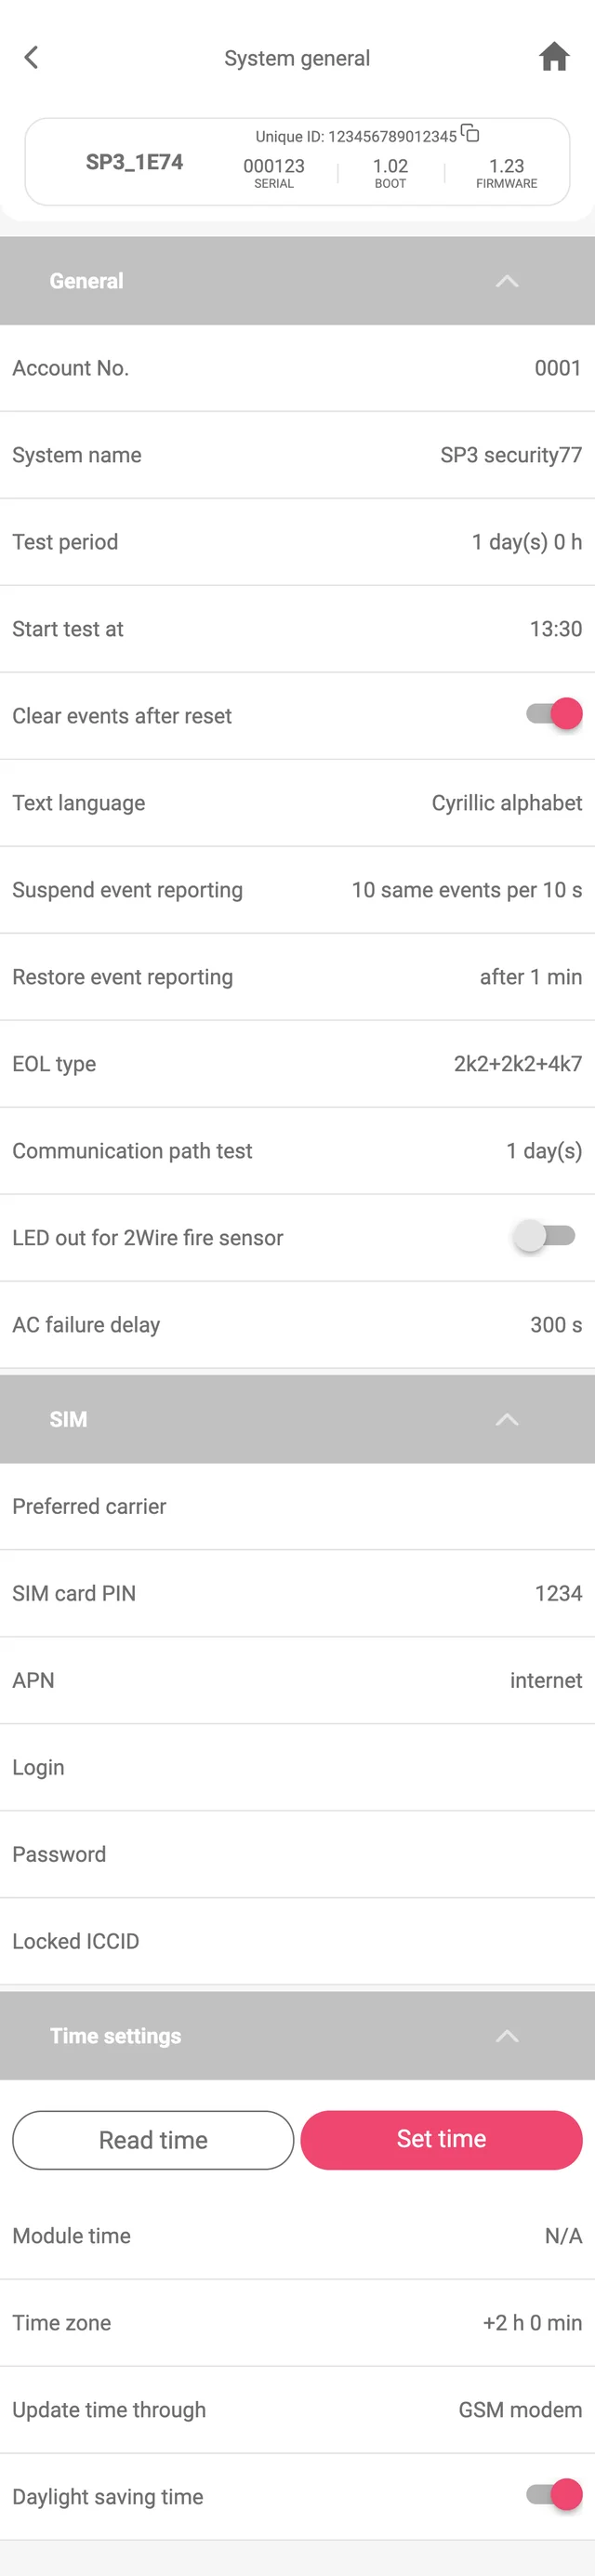 System general
Unique ID: 123456789012345
SP3_1E74
000123 1.02 1.23
SERIAL BOOT FIRMWARE
General
Account No. 0001
System name SP3 security77
Test period 1 day(s) 0 h
Start test at 13:30
Clear events after reset
Text language Cyrillic alphabet
Suspend event reporting 10 same events per 10 s
Restore event reporting after 1 min
EOL type 2k2+2k2+4k7
Communication path test 1 day(s)
LED out for 2Wire fire sensor
AC failure delay 300 s
SIM
Preferred carrier
SIM card PIN 1234
APN internet
Login
Password
Locked ICCID
Time settings
Read time Set time
Module time N/A
Time zone +2 h 0 min
Update time through GSM modem
Daylight saving time